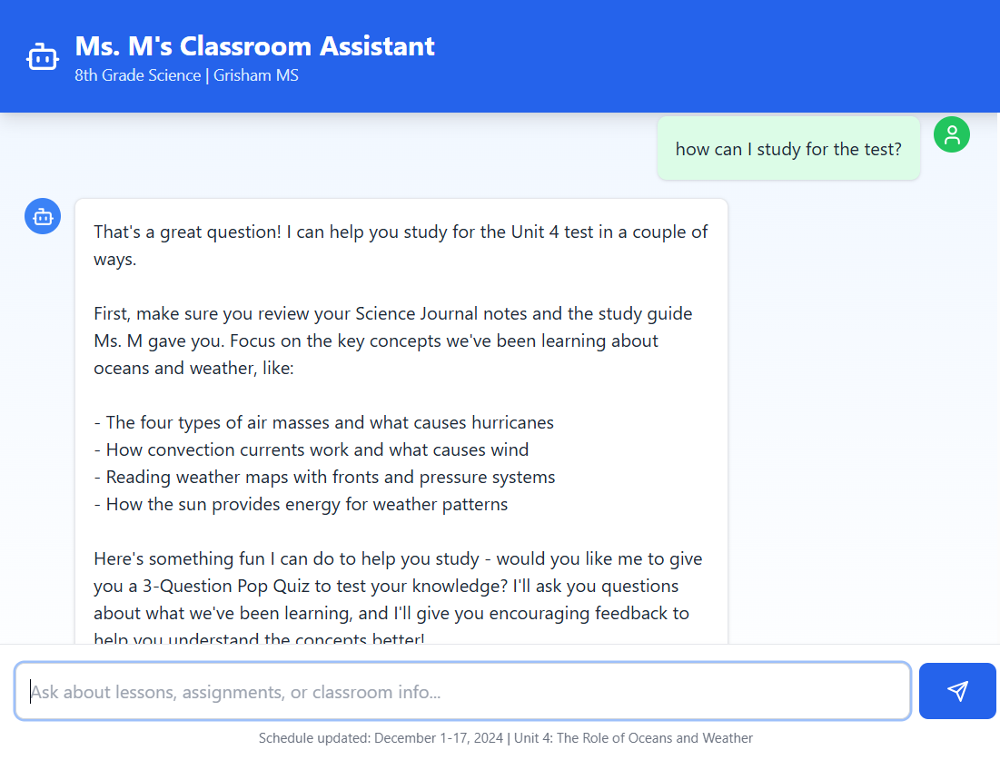 Ms. M's Classroom Assistant
8th Grade Science | Grisham MS
how can I study for the test?
That's a great question! I can help you study for the Unit 4 test in a couple of
ways.
First, make sure you review your Science Journal notes and the study guide
Ms. M gave you. Focus on the key concepts we've been learning about
oceans and weather, like:
- The four types of air masses and what causes hurricanes
- How convection currents work and what causes wind
- Reading weather maps with fronts and pressure systems
- How the sun provides energy for weather patterns
Here's something fun I can do to help you study - would you like me to give
you a 3-Question Pop Quiz to test your knowledge? I'll ask you questions
about what we've been learning, and I'll give you encouraging feedback to
help you understand the concepts better!
Ask about lessons, assignments, or classroom info...
Schedule updated: December 1-17, 2024 | Unit 4: The Role of Oceans and Weather